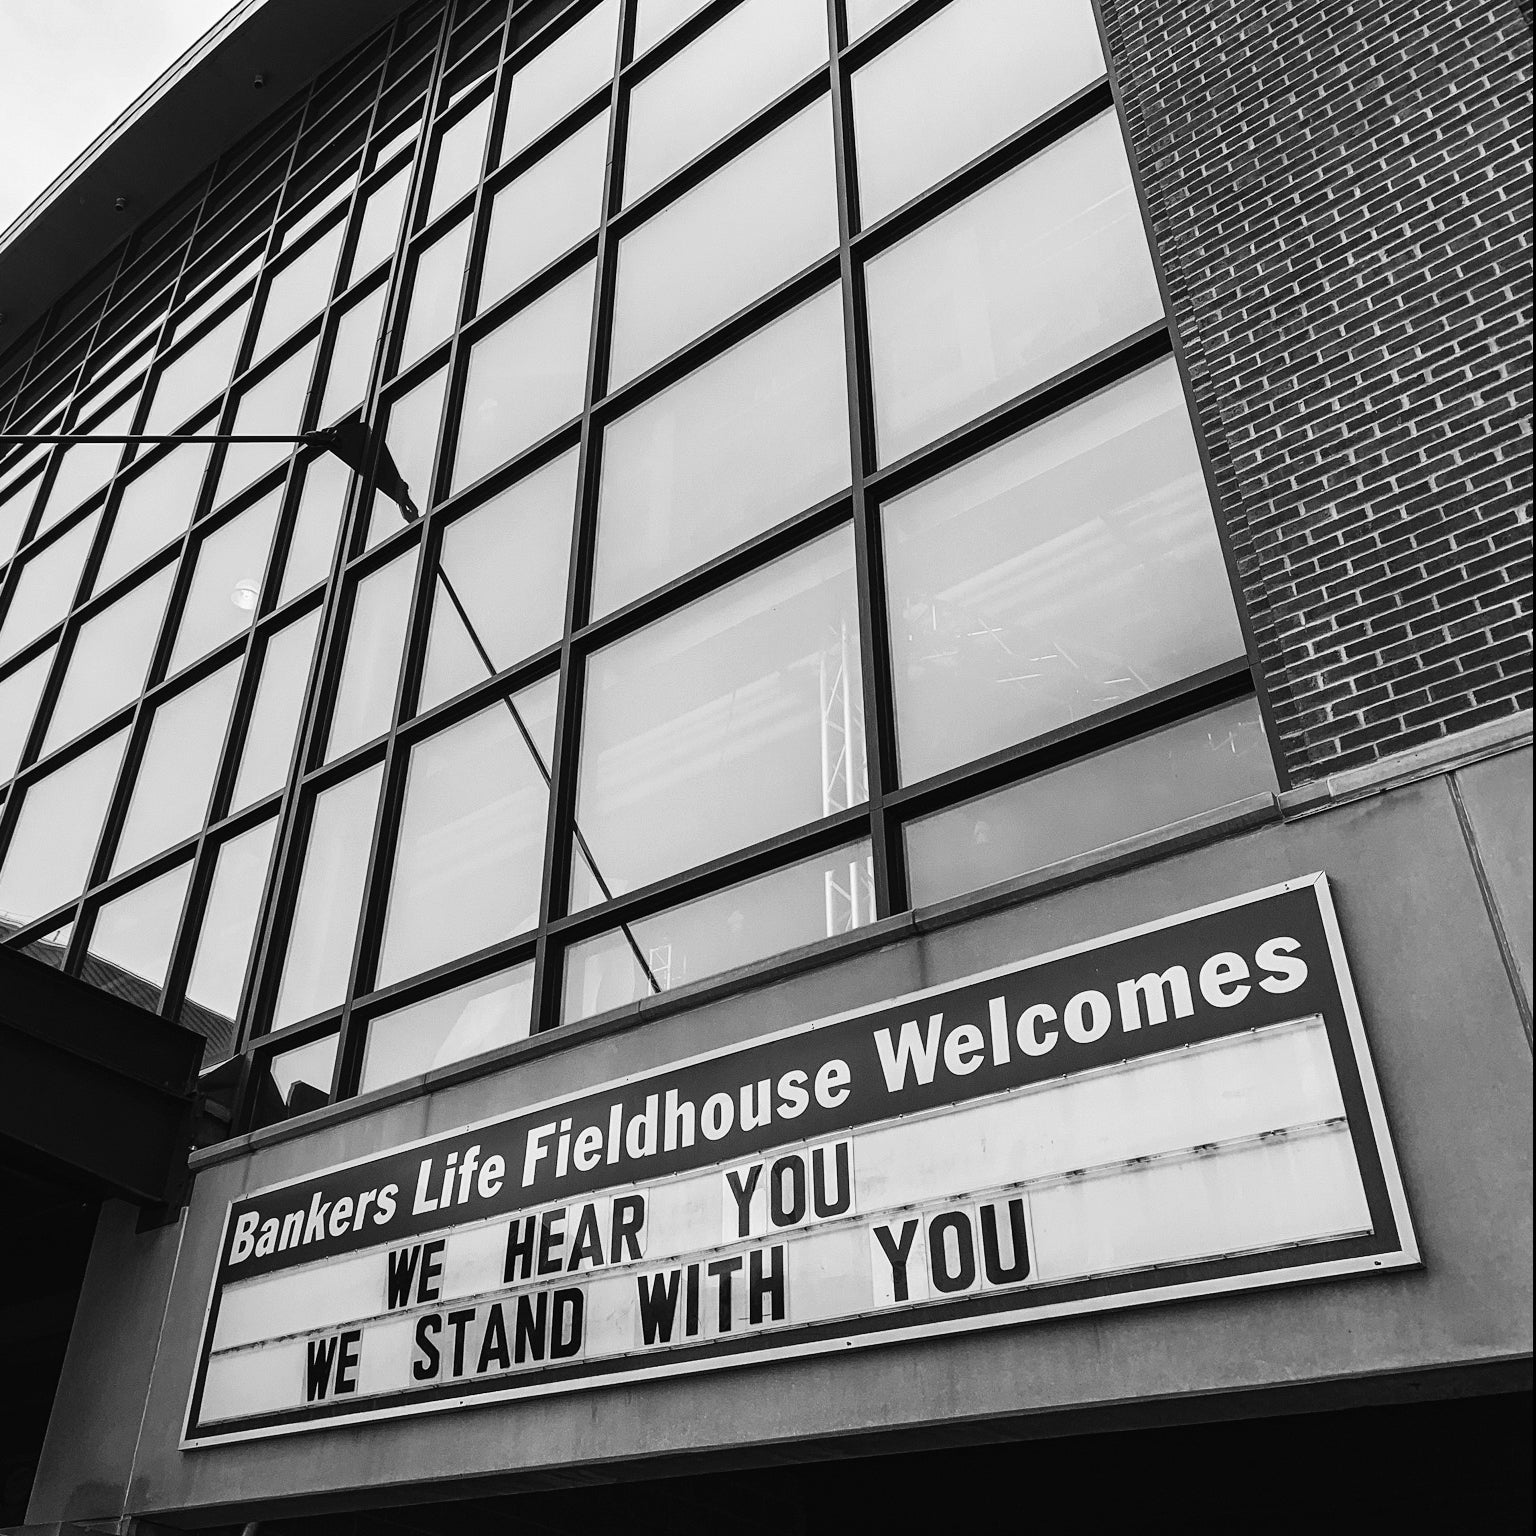 Bankers Life Fieldhouse Welcomes
WE HEAR YOU
WE STAND WITH YOU